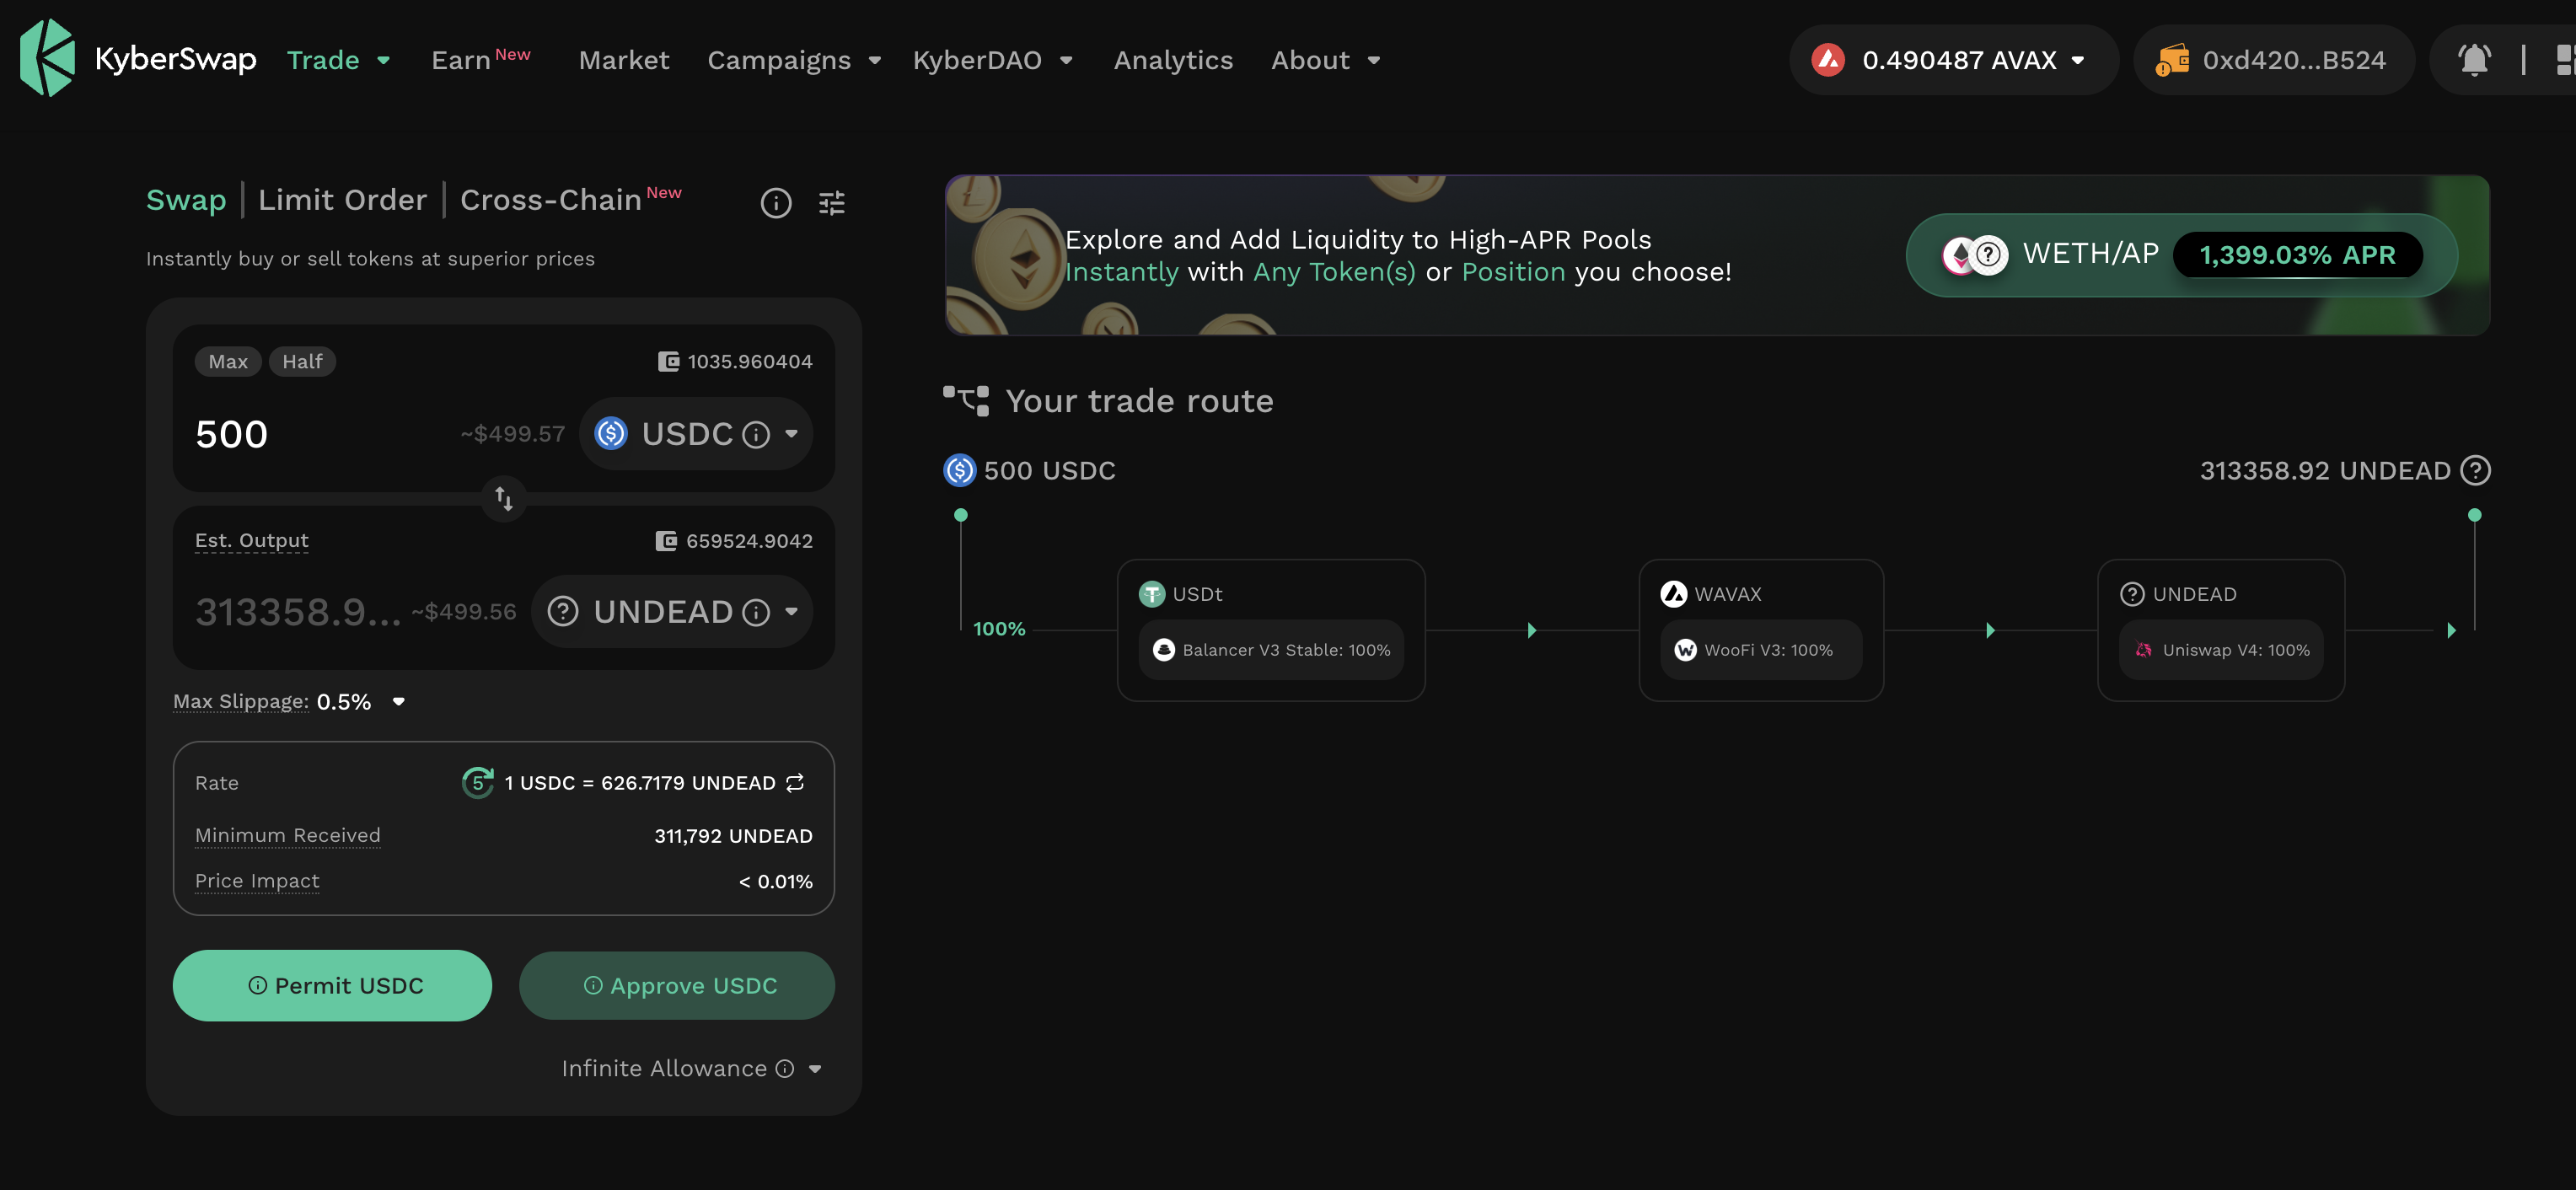 KyberSwap Trade Earn New Market Campaigns KyberDAO Analytics About 0.490487 AVAX 0xd420...B524
Swap | Limit Order | Cross-Chain New
Instantly buy or sell tokens at superior prices
Max Half 1035.960404
500 ~$499.57 USDC
Est. Output 659524.9042
313358.9... ~$499.56 UNDEAD
Max Slippage: 0.5%
Rate 5 1 USDC = 626.7179 UNDEAD
Minimum Received 311,792 UNDEAD
Price Impact < 0.01%
Permit USDC Approve USDC
Infinite Allowance
Explore and Add Liquidity to High-APR Pools
Instantly with Any Token(s) or Position you choose!
WETH/AP 1,399.03% APR
Your trade route
500 USDC 313358.92 UNDEAD
100%
USDt
Balancer V3 Stable: 100%
WAVAX
WooFi V3: 100%
UNDEAD
Uniswap V4: 100%